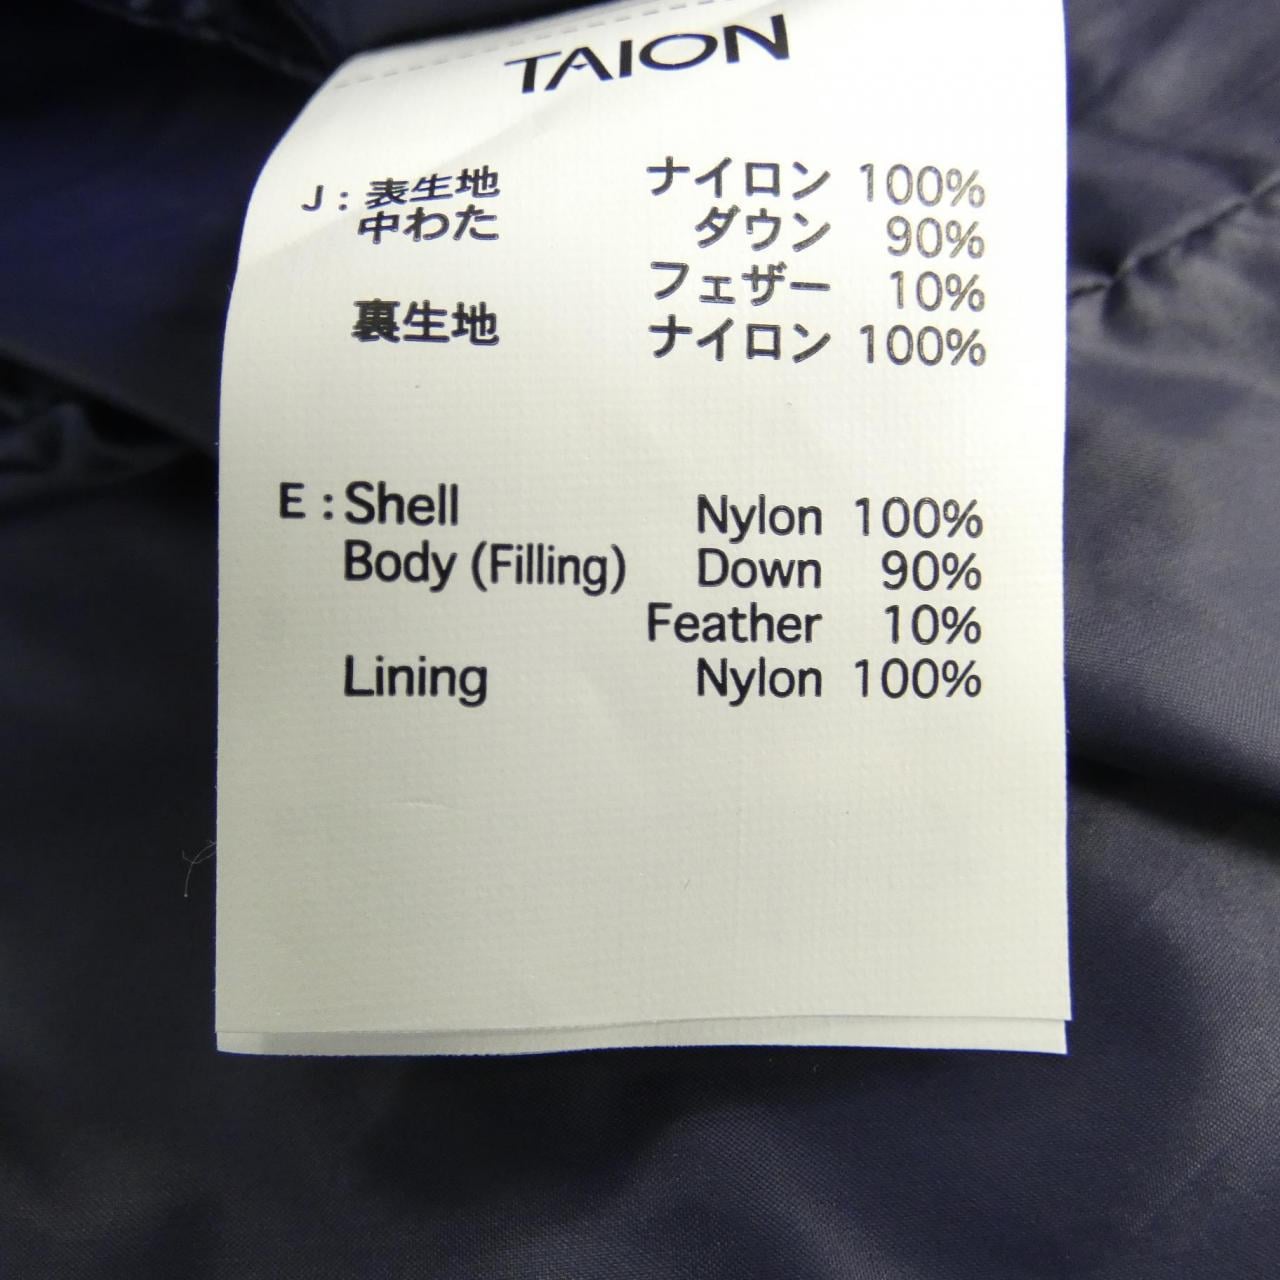 TAION
J : 表生地 ナイロン 100%
中わた ダウン 90%
フェザー 10%
裏生地 ナイロン 100%
E : Shell Nylon 100%
Body (Filling) Down 90%
Feather 10%
Lining Nylon 100%